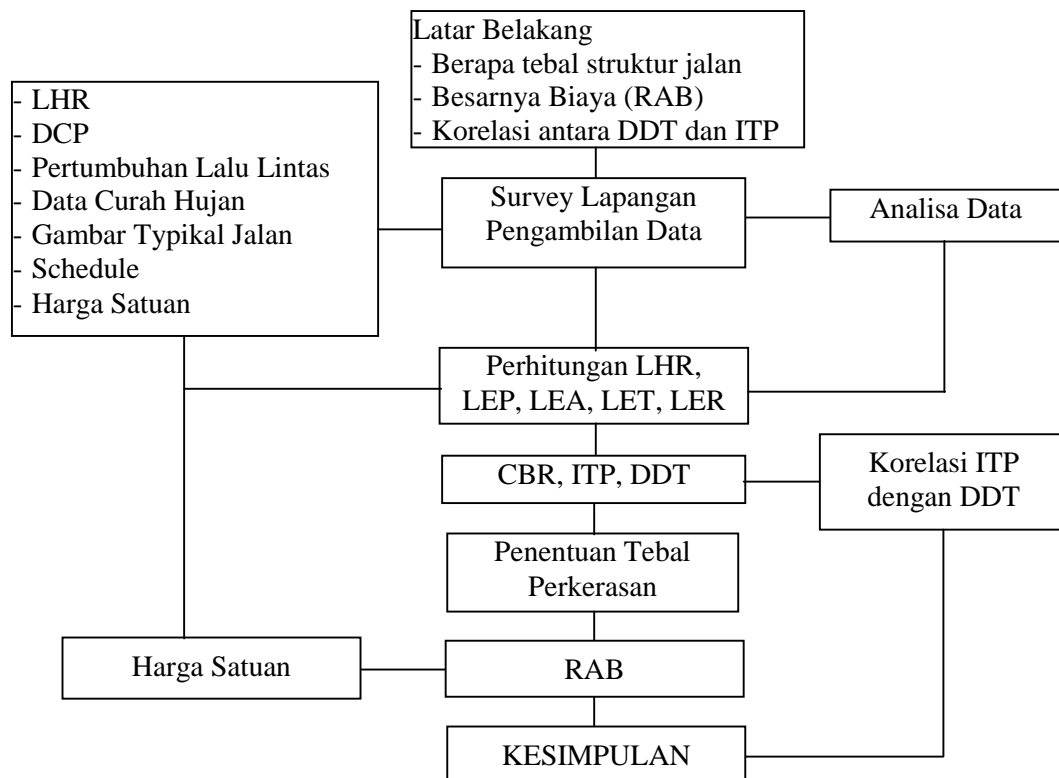 Latar Belakang
- Berapa tebal struktur jalan
- Besarnya Biaya (RAB)
- Korelasi antara DDT dan ITP
- LHR
- DCP
- Pertumbuhan Lalu Lintas
- Data Curah Hujan
- Gambar Typikal Jalan
- Schedule
- Harga Satuan
Survey Lapangan
Pengambilan Data
Analisa Data
Perhitungan LHR,
LEP, LEA, LET, LER
CBR, ITP, DDT
Korelasi ITP
dengan DDT
Penentuan Tebal
Perkerasan
Harga Satuan
RAB
KESIMPULAN